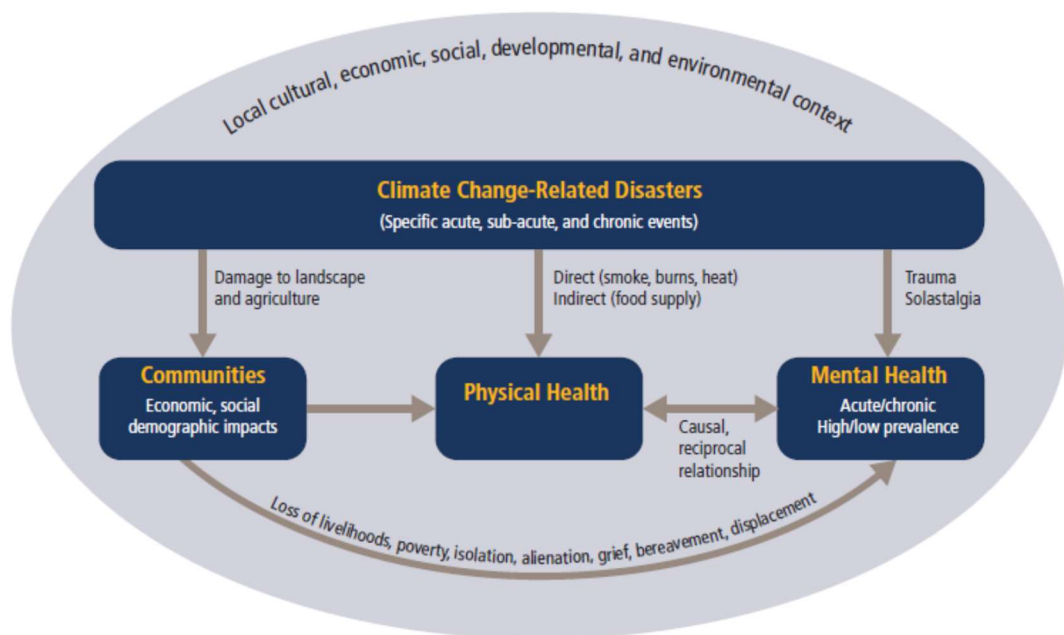 Local cultural, economic, social, developmental, and environmental context
Climate Change-Related Disasters
(Specific acute, sub-acute, and chronic events)
Damage to landscape
and agriculture
Direct (smoke, burns, heat)
Indirect (food supply)
Trauma
Solastalgia
Communities
Economic, social
demographic impacts
Physical Health
Mental Health
Acute/chronic
High/low prevalence
Causal,
reciprocal
relationship
Loss of livelihoods, poverty, isolation, alienation, grief, bereavement, displacement